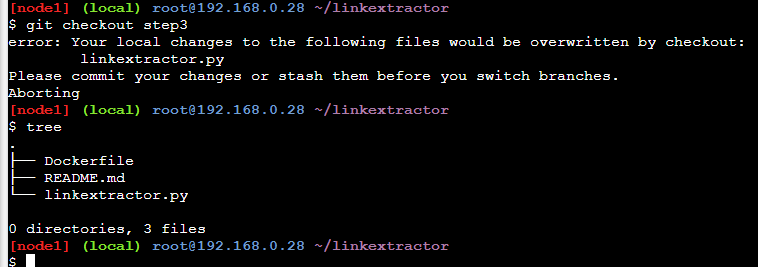 [node1] (local) root@192.168.0.28 ~/linkextractor
$ git checkout step3
error: Your local changes to the following files would be overwritten by checkout:
        linkextractor.py
Please commit your changes or stash them before you switch branches.
Aborting
[node1] (local) root@192.168.0.28 ~/linkextractor
$ tree
.
├── Dockerfile
├── README.md
└── linkextractor.py

0 directories, 3 files
[node1] (local) root@192.168.0.28 ~/linkextractor
$